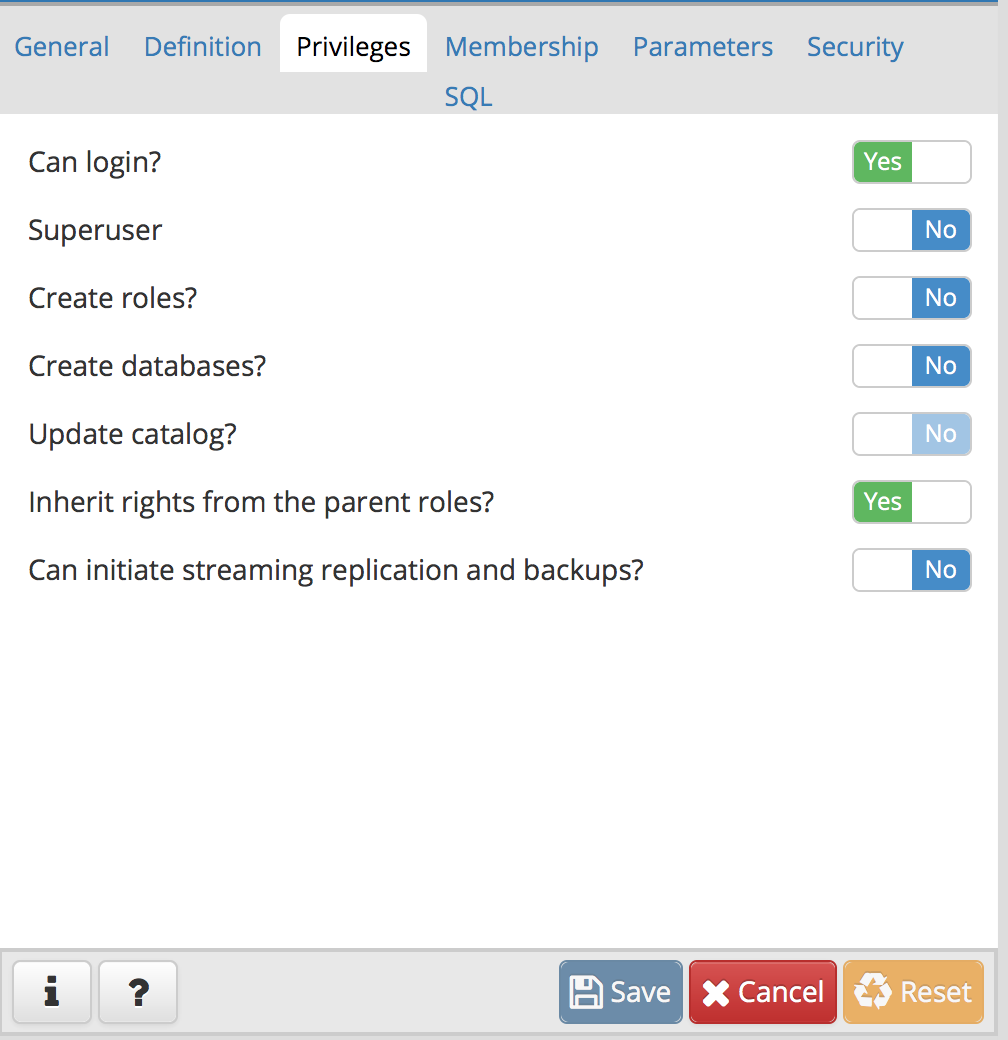 General Definition Privileges Membership Parameters Security
SQL
Can login? Yes
Superuser No
Create roles? No
Create databases? No
Update catalog? No
Inherit rights from the parent roles? Yes
Can initiate streaming replication and backups? No
i ? Save Cancel Reset